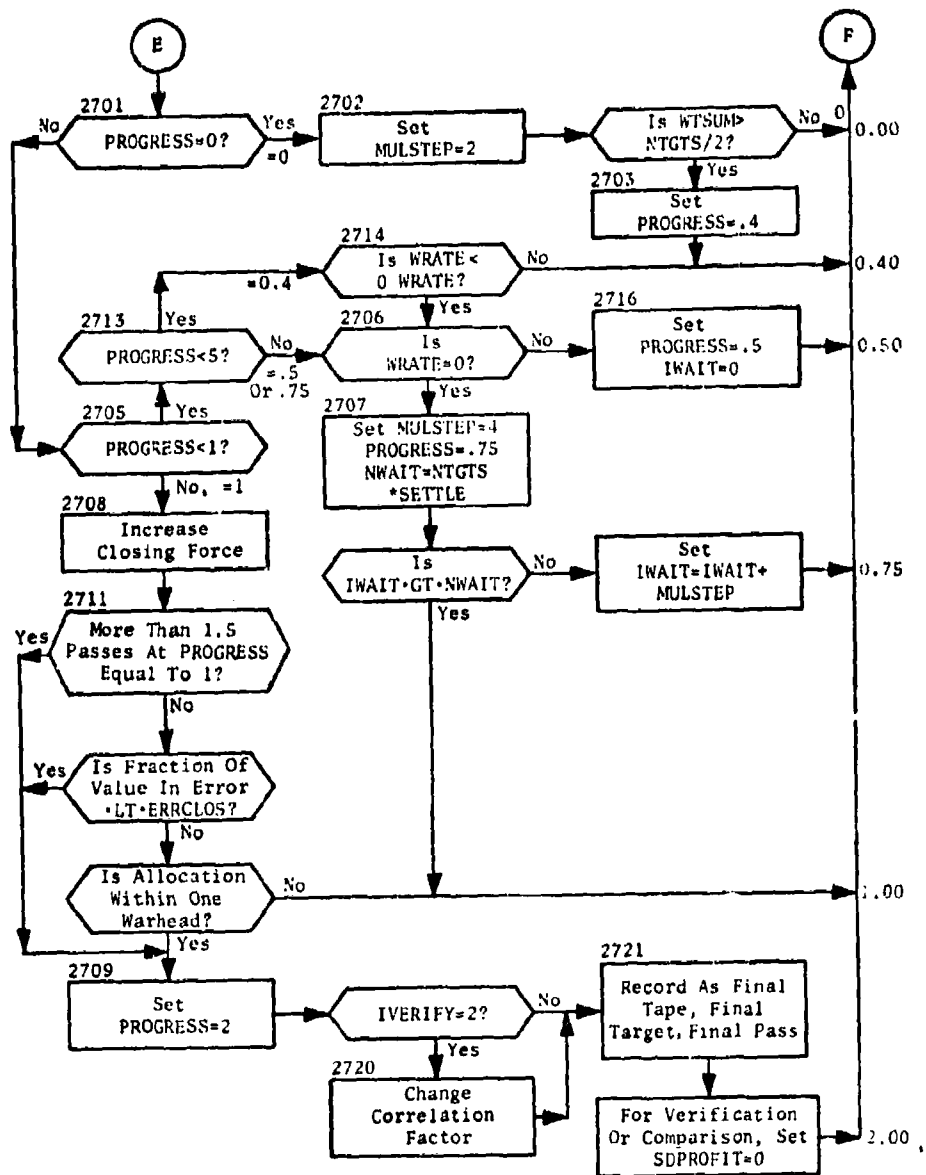 E
F
2701
No
PROGRESS=0?
Yes
=0
2702
Set
MULSTEP=2
Is WTSUM>
NTGTS/2?
No
0
0.00
Yes
2703
Set
PROGRESS=.4
2714
Is WRATE<
0 WRATE?
No
=0.4
0.40
Yes
2713
Yes
PROGRESS<5?
No
=.5
Or .75
2706
Is
WRATE=0?
No
2716
Set
PROGRESS=.5
IWAIT=0
0.50
Yes
2705
Yes
PROGRESS<1?
No, =1
2707
Set MULSTEP=4
PROGRESS=.75
NWAIT=NTGTS
*SETTLE
2708
Increase
Closing Force
Is
IWAIT·GT·NWAIT?
No
Set
IWAIT=IWAIT+
MULSTEP
0.75
Yes
2711
Yes
More Than 1.5
Passes At PROGRESS
Equal To 1?
No
Yes
Is Fraction Of
Value In Error
·LT·ERRCLOS?
No
Is Allocation
Within One
Warhead?
No
1.00
Yes
2709
Set
PROGRESS=2
IVERIFY=2?
No
Yes
2721
Record As Final
Tape, Final
Target, Final Pass
2720
Change
Correlation
Factor
For Verification
Or Comparison, Set
SDPROFIT=0
2.00